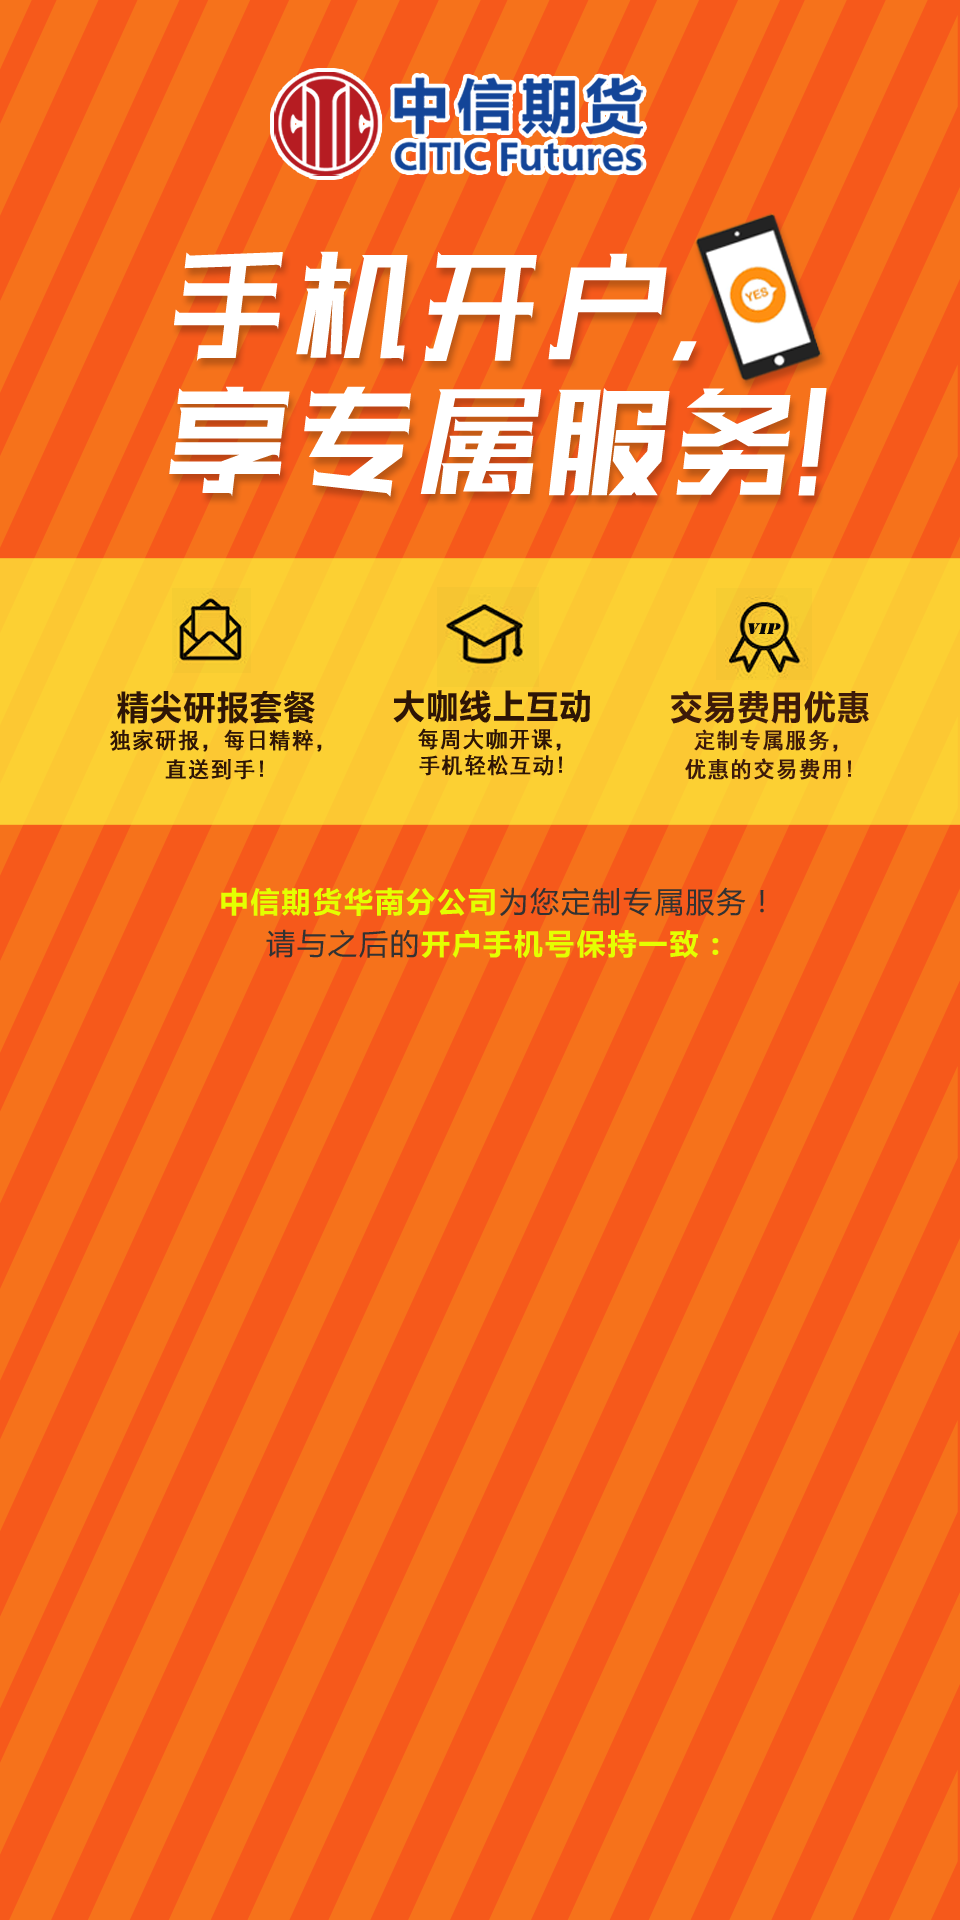 中信期货
CITIC Futures
手机开户,
YES
享专属服务!
VIP
精尖研报套餐
独家研报，每日精粹，
直送到手!
大咖线上互动
每周大咖开课，
手机轻松互动!
交易费用优惠
定制专属服务，
优惠的交易费用!
中信期货华南分公司为您定制专属服务！
请与之后的开户手机号保持一致：